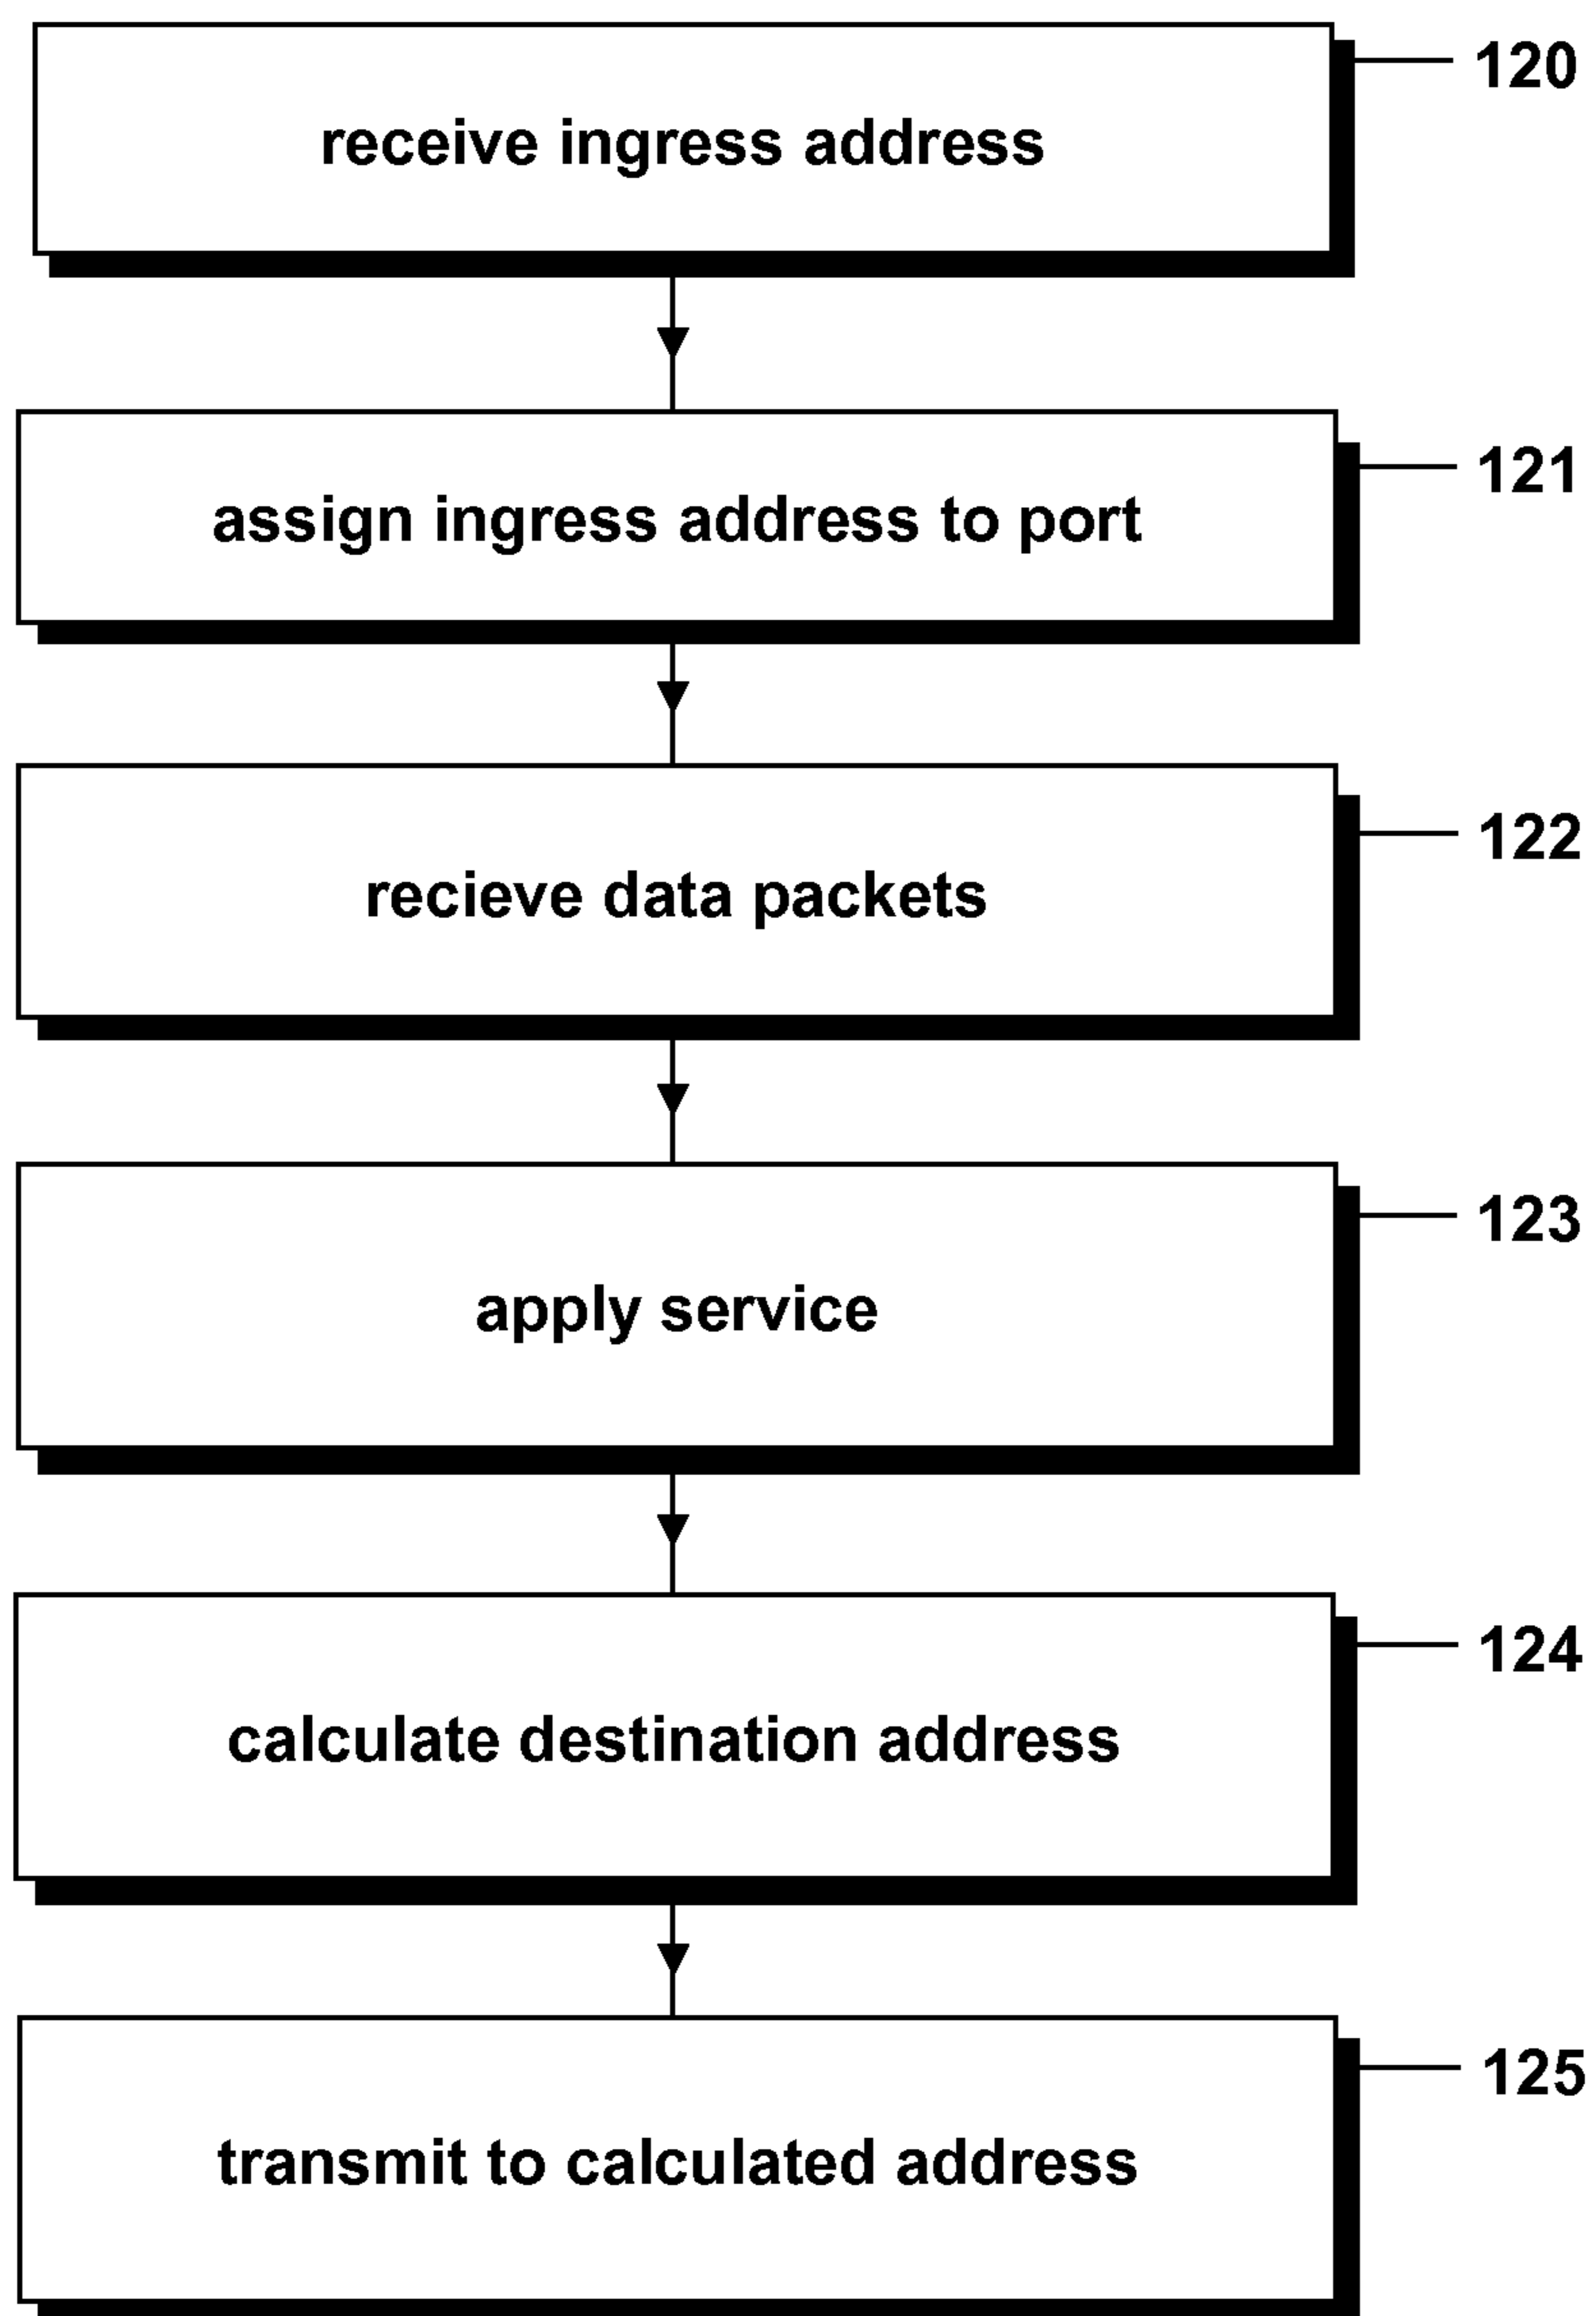 receive ingress address
120
assign ingress address to port
121
recieve data packets
122
apply service
123
calculate destination address
124
transmit to calculated address
125